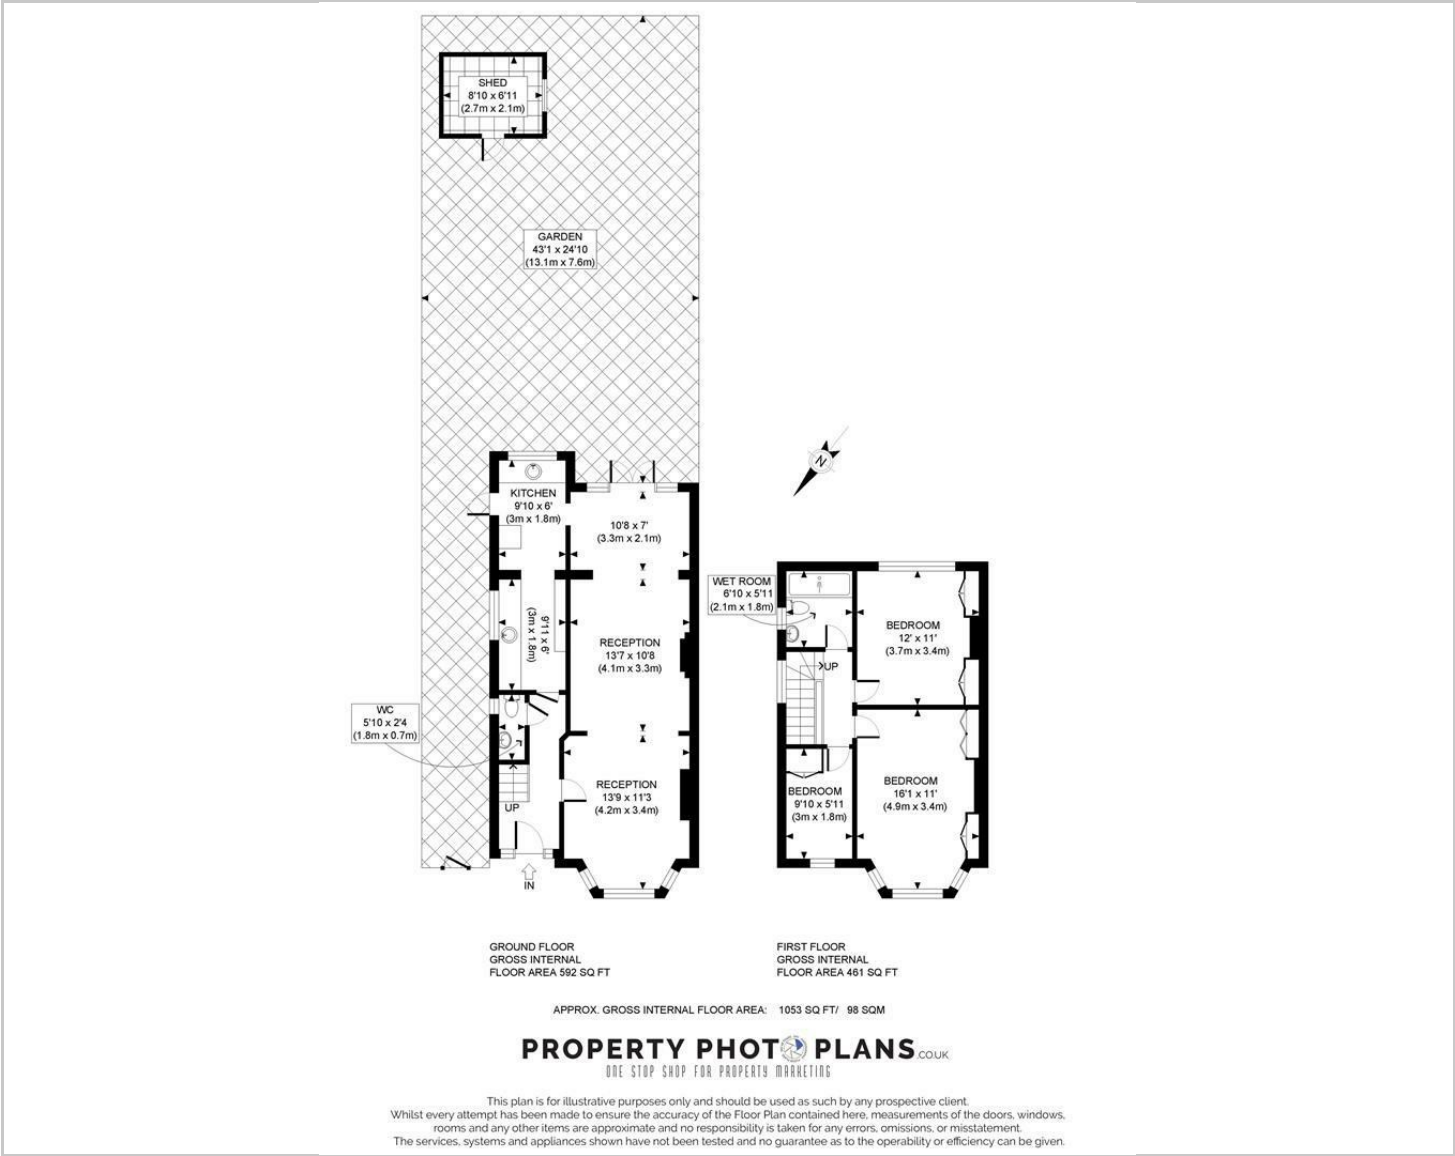 SHED
8'10 x 6'11
(2.7m x 2.1m)
GARDEN
43'1 x 24'10
(13.1m x 7.6m)
KITCHEN
9'10 x 6'
(3m x 1.8m)
10'8 x 7'
(3.3m x 2.1m)
9'11 x 6'
(3m x 1.8m)
RECEPTION
13'7 x 10'8
(4.1m x 3.3m)
WC
5'10 x 2'4
(1.8m x 0.7m)
UP
RECEPTION
13'9 x 11'3
(4.2m x 3.4m)
IN
N
WET ROOM
6'10 x 5'11
(2.1m x 1.8m)
BEDROOM
12' x 11'
(3.7m x 3.4m)
UP
BEDROOM
9'10 x 5'11
(3m x 1.8m)
BEDROOM
16'1 x 11'
(4.9m x 3.4m)
GROUND FLOOR
GROSS INTERNAL
FLOOR AREA 592 SQ FT
FIRST FLOOR
GROSS INTERNAL
FLOOR AREA 461 SQ FT
APPROX. GROSS INTERNAL FLOOR AREA: 1053 SQ FT/ 98 SQM
PROPERTY PHOTO PLANS.CO.UK
ONE STOP SHOP FOR PROPERTY MARKETING
This plan is for illustrative purposes only and should be used as such by any prospective client.
Whilst every attempt has been made to ensure the accuracy of the Floor Plan contained here, measurements of the doors, windows,
rooms and any other items are approximate and no responsibility is taken for any errors, omissions, or misstatement.
The services, systems and appliances shown have not been tested and no guarantee as to the operability or efficiency can be given.